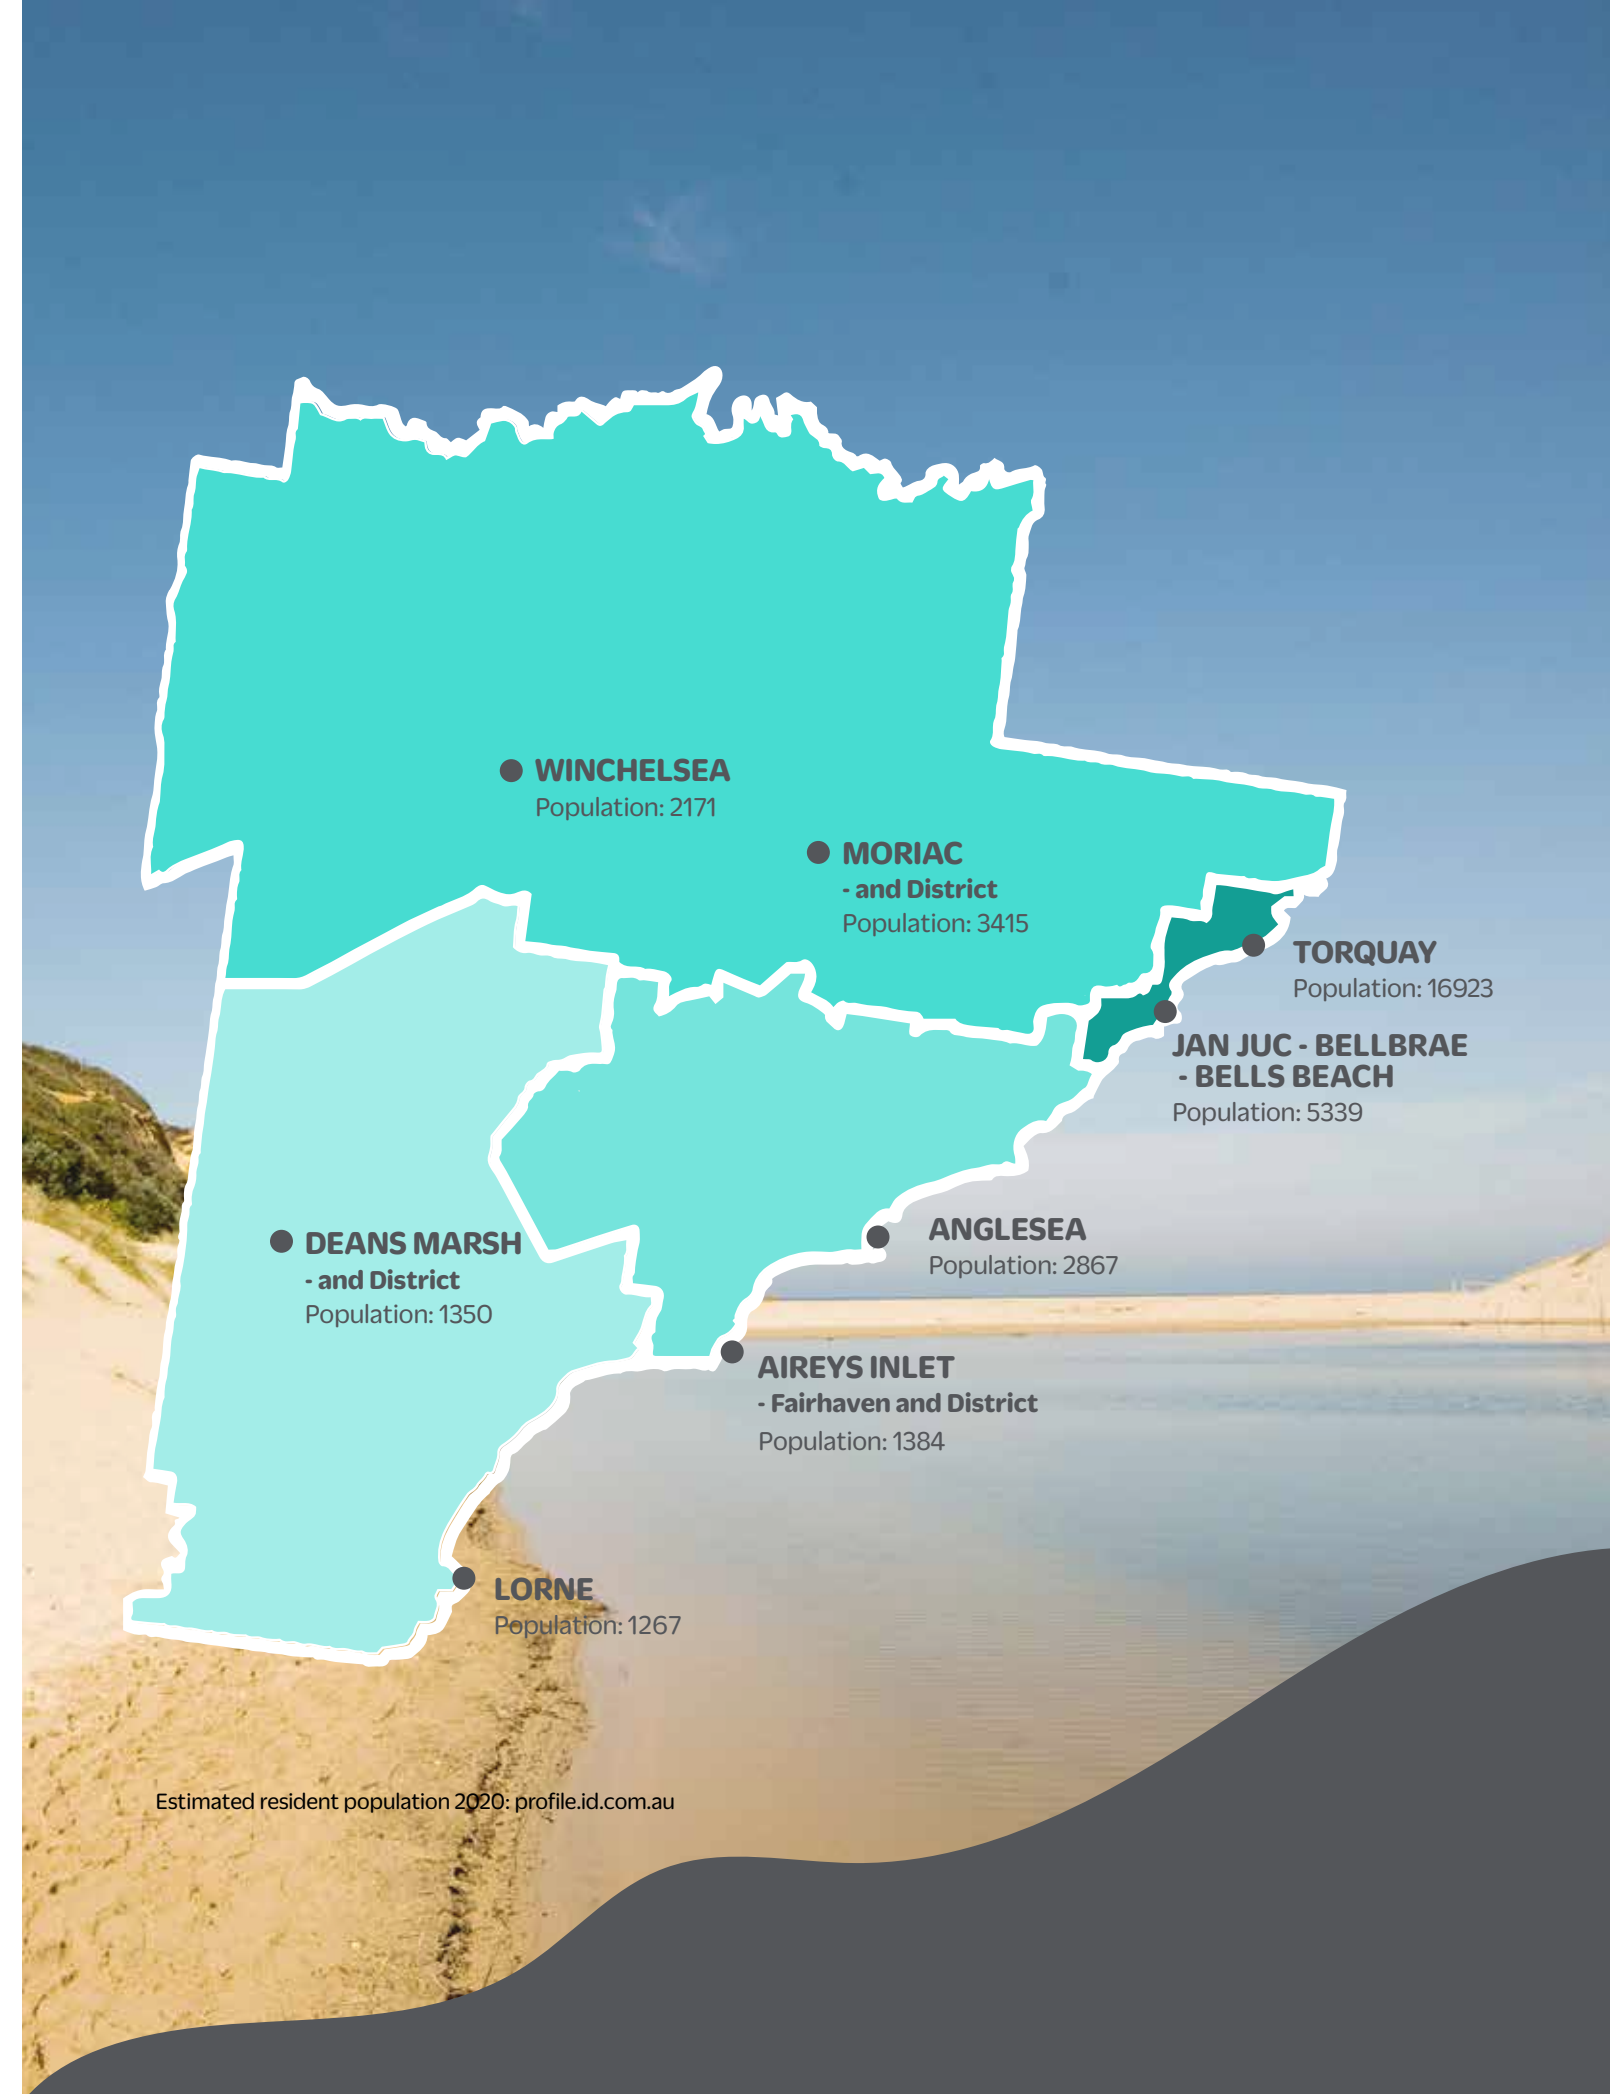 WINCHELSEA
Population: 2171
MORIAC
- and District
Population: 3415
TORQUAY
Population: 16923
JAN JUC - BELLBRAE
- BELLS BEACH
Population: 5339
ANGLESEA
Population: 2867
DEANS MARSH
- and District
Population: 1350
AIREYS INLET
- Fairhaven and District
Population: 1384
LORNE
Population: 1267
Estimated resident population 2020: profile.id.com.au